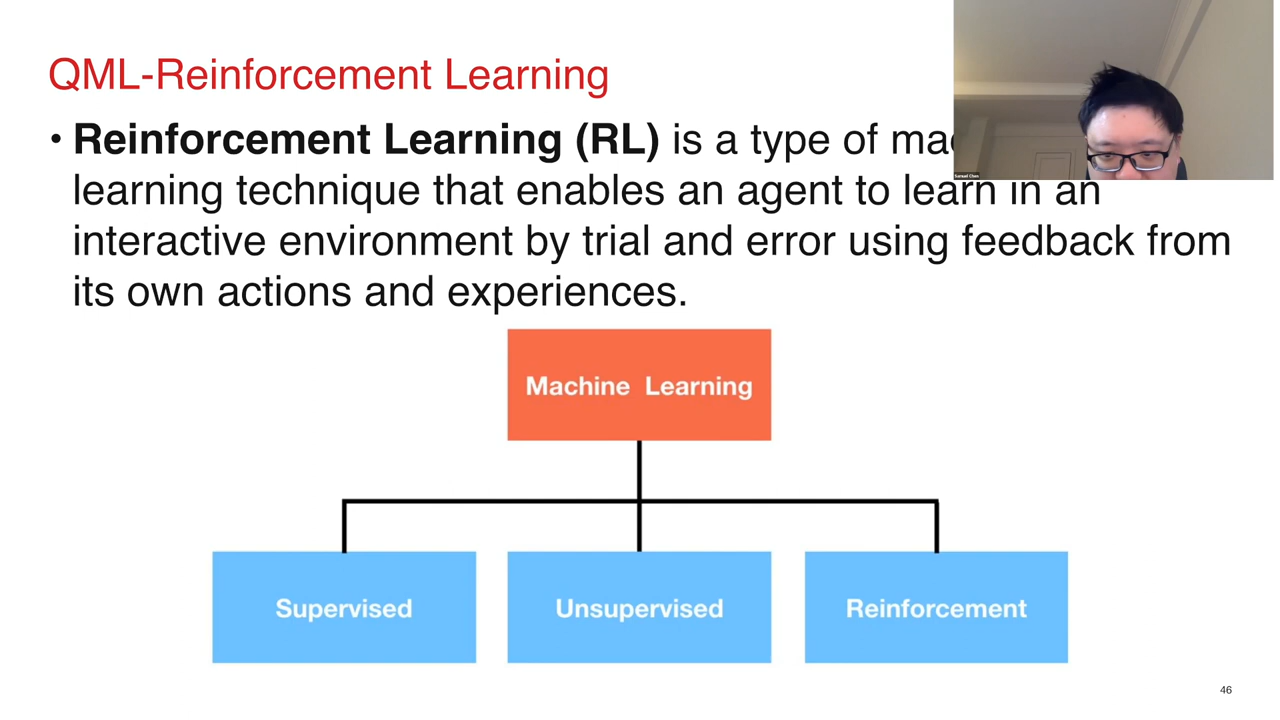 QML-Reinforcement Learning
• Reinforcement Learning (RL) is a type of
learning technique that enables an agent to learn in an
interactive environment by trial and error using feedback from
its own actions and experiences.
Machine Learning
Supervised
Unsupervised
Reinforcement
46